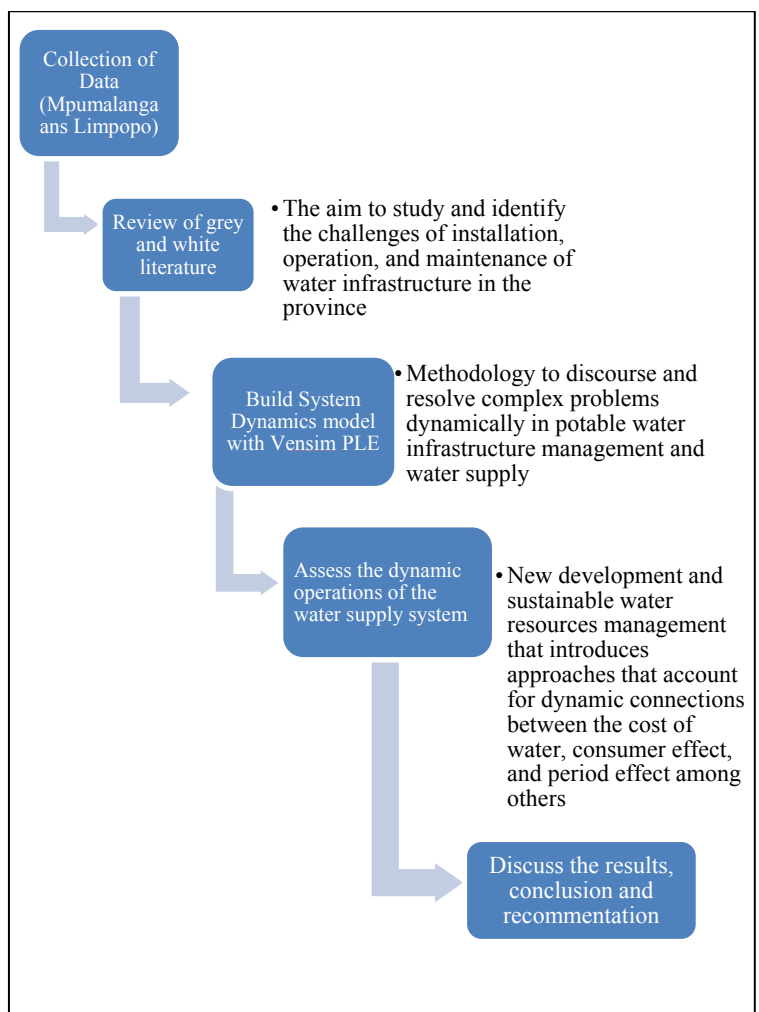 Collection of
Data
(Mpumalanga
ans Limpopo)
Review of grey
and white
literature
• The aim to study and identify
the challenges of installation,
operation, and maintenance of
water infrastructure in the
province
Build System
Dynamics model
with Vensim PLE
• Methodology to discourse and
resolve complex problems
dynamically in potable water
infrastructure management and
water supply
Assess the dynamic
operations of the
water supply system
• New development and
sustainable water
resources management
that introduces
approaches that account
for dynamic connections
between the cost of
water, consumer effect,
and period effect among
others
Discuss the results,
conclusion and
recommentation